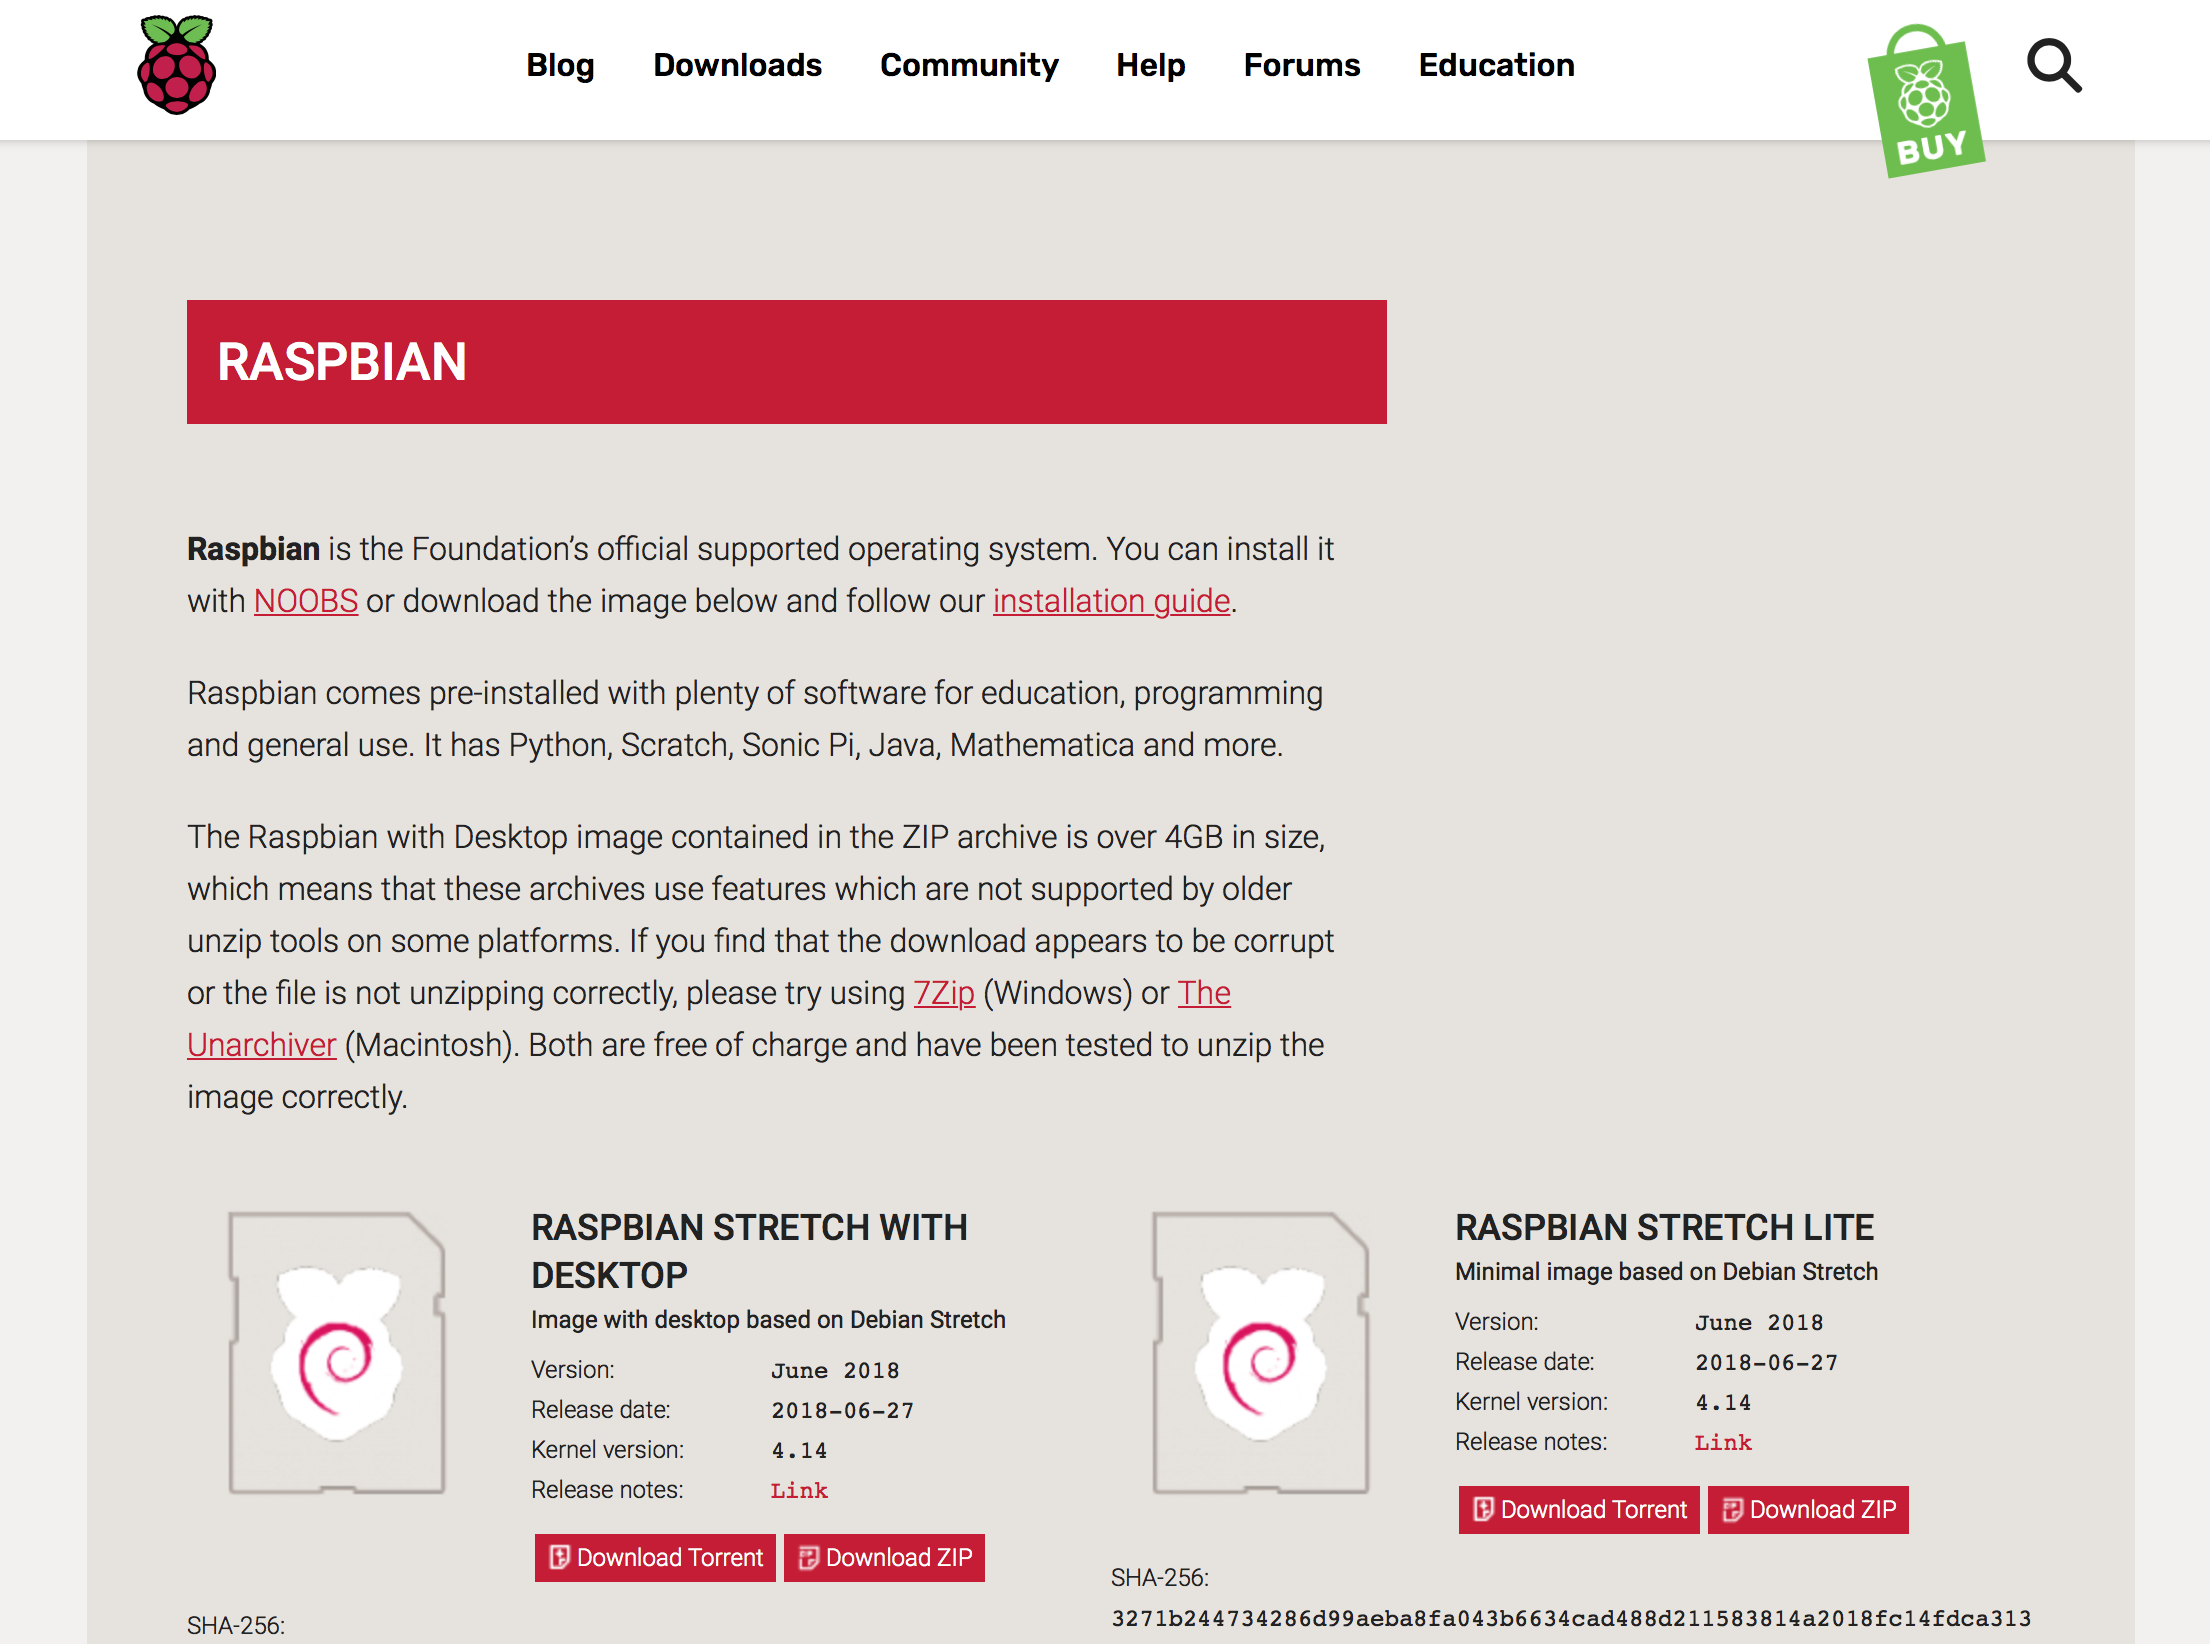 Blog Downloads Community Help Forums Education
BUY
RASPBIAN
Raspbian is the Foundation’s official supported operating system. You can install it
with NOOBS or download the image below and follow our installation guide.
Raspbian comes pre-installed with plenty of software for education, programming
and general use. It has Python, Scratch, Sonic Pi, Java, Mathematica and more.
The Raspbian with Desktop image contained in the ZIP archive is over 4GB in size,
which means that these archives use features which are not supported by older
unzip tools on some platforms. If you find that the download appears to be corrupt
or the file is not unzipping correctly, please try using 7Zip (Windows) or The
Unarchiver (Macintosh). Both are free of charge and have been tested to unzip the
image correctly.
RASPBIAN STRETCH WITH
DESKTOP
Image with desktop based on Debian Stretch
Version: June 2018
Release date: 2018-06-27
Kernel version: 4.14
Release notes: Link
Download Torrent Download ZIP
SHA-256:
RASPBIAN STRETCH LITE
Minimal image based on Debian Stretch
Version: June 2018
Release date: 2018-06-27
Kernel version: 4.14
Release notes: Link
Download Torrent Download ZIP
SHA-256:
3271b244734286d99aeba8fa043b6634cad488d211583814a2018fc14fdca313